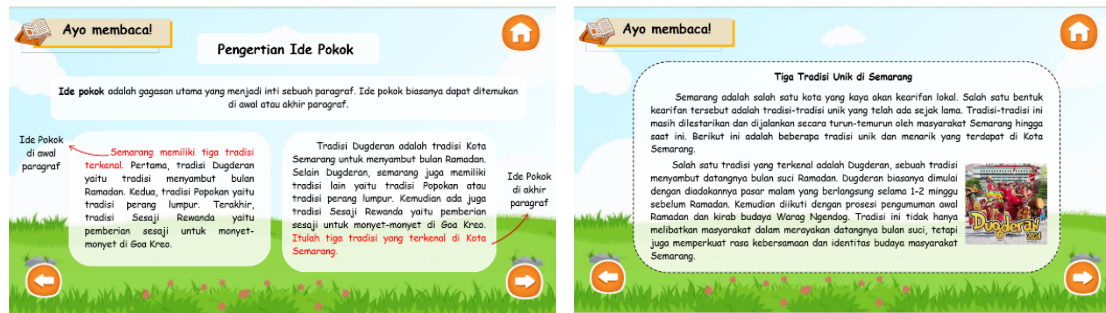 Ayo membaca!
Pengertian Ide Pokok
Ide pokok adalah gagasan utama yang menjadi inti sebuah paragraf. Ide pokok biasanya dapat ditemukan
di awal atau akhir paragraf.
Ide Pokok
di awal
paragraf
Semarang memiliki tiga tradisi
terkenal. Pertama, tradisi Dugderan
yaitu tradisi menyambut bulan
Ramadan. Kedua, tradisi Popokan yaitu
tradisi perang lumpur. Terakhir,
tradisi Sesaji Rewanda yaitu
pemberian sesaji untuk monyet-
monyet di Goa Kreo.
Tradisi Dugderan adalah tradisi Kota
Semarang untuk menyambut bulan Ramadan.
Selain Dugderan, semarang juga memiliki
tradisi lain yaitu tradisi Popokan atau
tradisi perang lumpur. Kemudian ada juga
tradisi Sesaji Rewanda yaitu pemberian
sesaji untuk monyet-monyet di Goa Kreo.
Itulah tiga tradisi yang terkenal di Kota
Semarang.
Ide Pokok
di akhir
paragraf
Ayo membaca!
Tiga Tradisi Unik di Semarang
Semarang adalah salah satu kota yang kaya akan kearifan lokal. Salah satu bentuk
kearifan tersebut adalah tradisi-tradisi unik yang telah ada sejak lama. Tradisi-tradisi ini
masih dilestarikan dan dijalankan secara turun-temurun oleh masyarakat Semarang hingga
saat ini. Berikut ini adalah beberapa tradisi unik dan menarik yang terdapat di Kota
Semarang.
Salah satu tradisi yang terkenal adalah Dugderan, sebuah tradisi
menyambut datangnya bulan suci Ramadan. Dugderan biasanya dimulai
dengan diadakannya pasar malam yang berlangsung selama 1-2 minggu
sebelum Ramadan. Kemudian diikuti dengan prosesi pengumuman awal
Ramadan dan kirab budaya Warag Ngendog. Tradisi ini tidak hanya
melibatkan masyarakat dalam merayakan datangnya bulan suci, tetapi
juga memperkuat rasa kebersamaan dan identitas budaya masyarakat
Semarang.
Dugderan
2024